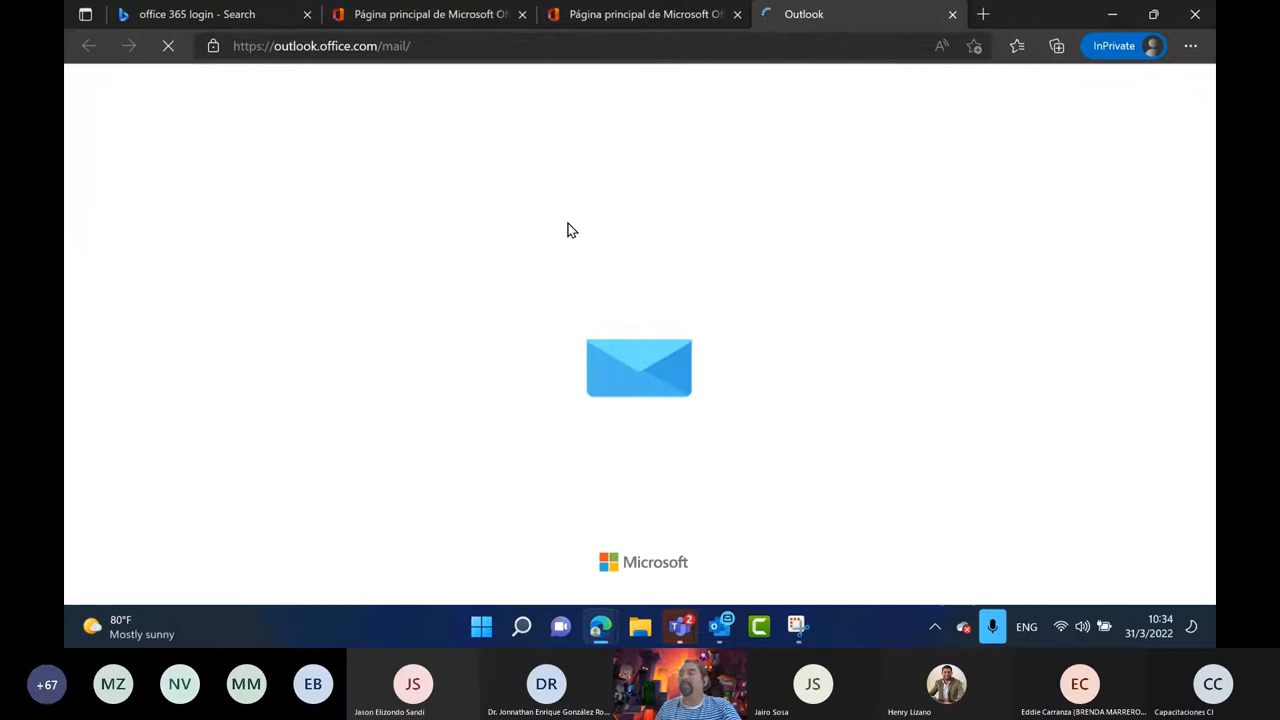 office 365 login - Search
Página principal de Microsoft Of
Página principal de Microsoft Of
Outlook
https://outlook.office.com/mail/
InPrivate
Microsoft
80°F
Mostly sunny
2
ENG
10:34
31/3/2022
+67
MZ
NV
MM
EB
JS
DR
JS
EC
CC
Jason Elizondo Sandí
Dr. Jonnathan Enrique González Ro...
Jairo Sosa
Henry Lizano
Eddie Carranza (BRENDA MARRERO...
Capacitaciones CI